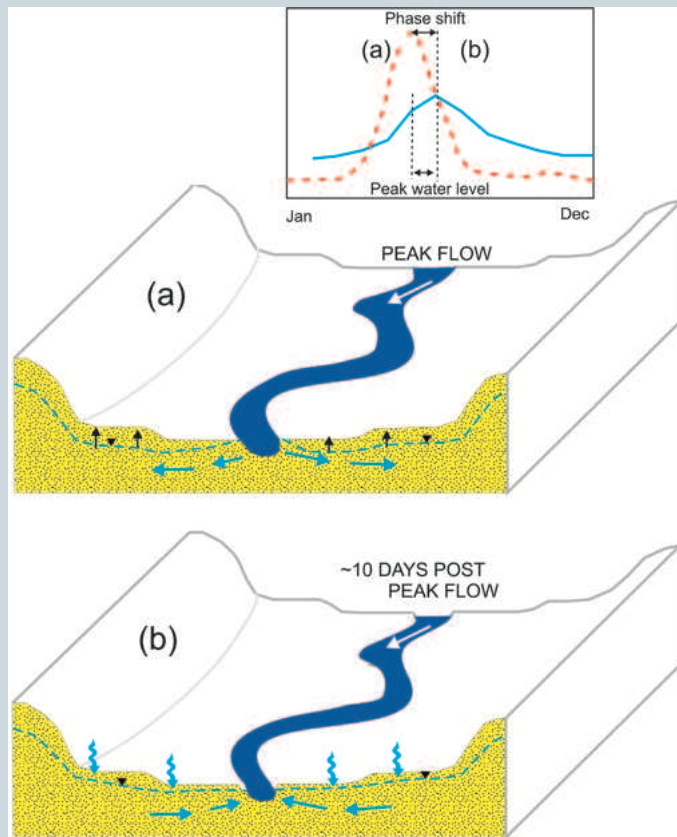 Phase shift
(a)
(b)
Peak water level
Jan
Dec
PEAK FLOW
(a)
~10 DAYS POST
PEAK FLOW
(b)